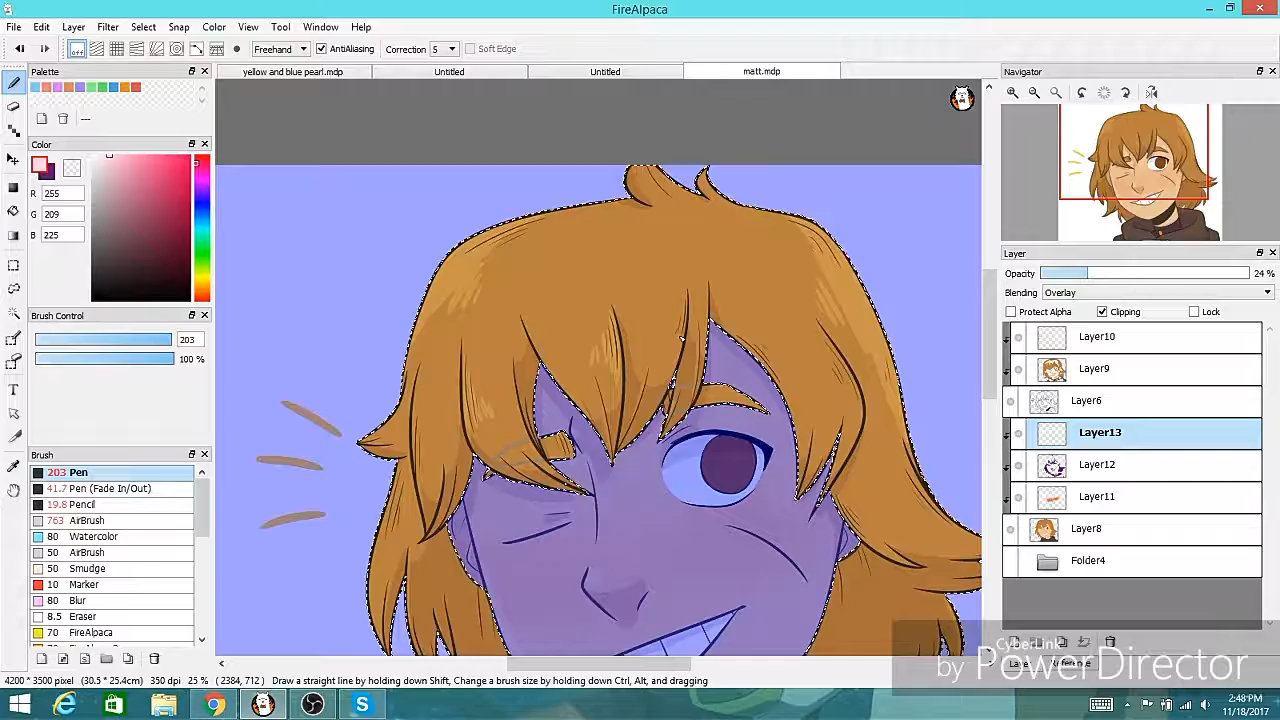 FireAlpaca
File Edit Layer Filter Select Snap Color View Tool Window Help
off Freehand AntiAliasing Correction 5 Soft Edge
Palette
yellow and blue pearl.mdp Untitled Untitled matt.mdp
Navigator
---
Color
R 255
G 209
B 225
Layer
Opacity 24 %
Blending Overlay
Protect Alpha Clipping Lock
Brush Control
203
100 %
Layer10
Layer9
Layer6
Layer13
Layer12
Layer11
Layer8
Folder4
Brush
203 Pen
41.7 Pen (Fade In/Out)
19.8 Pencil
763 AirBrush
80 Watercolor
50 AirBrush
50 Smudge
10 Marker
80 Blur
8.5 Eraser
70 FireAlpaca
CyberLink
by PowerDirector
Layer Reference
4200 * 3500 pixel (30.5 * 25.4cm) 350 dpi 25 % ( 2384, 712 ) Draw a straight line by holding down Shift, Change a brush size by holding down Ctrl, Alt, and dragging
2:48 PM
11/18/2017